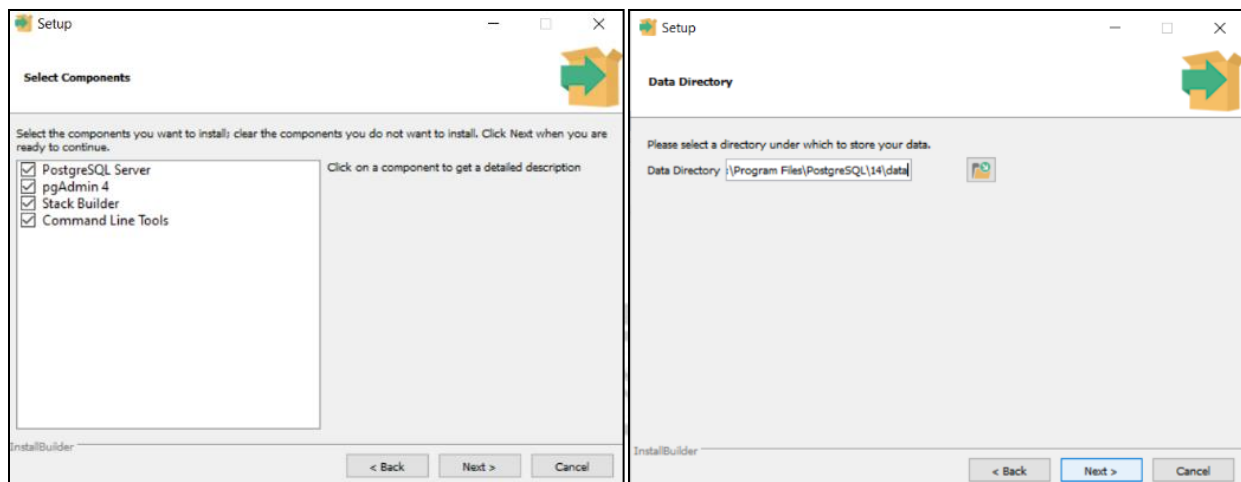 Setup
Select Components
Select the components you want to install; clear the components you do not want to install. Click Next when you are
ready to continue.
PostgreSQL Server
pgAdmin 4
Stack Builder
Command Line Tools
Click on a component to get a detailed description
InstallBuilder
< Back
Next >
Cancel
Setup
Data Directory
Please select a directory under which to store your data.
Data Directory :\Program Files\PostgreSQL\14\data
InstallBuilder
< Back
Next >
Cancel